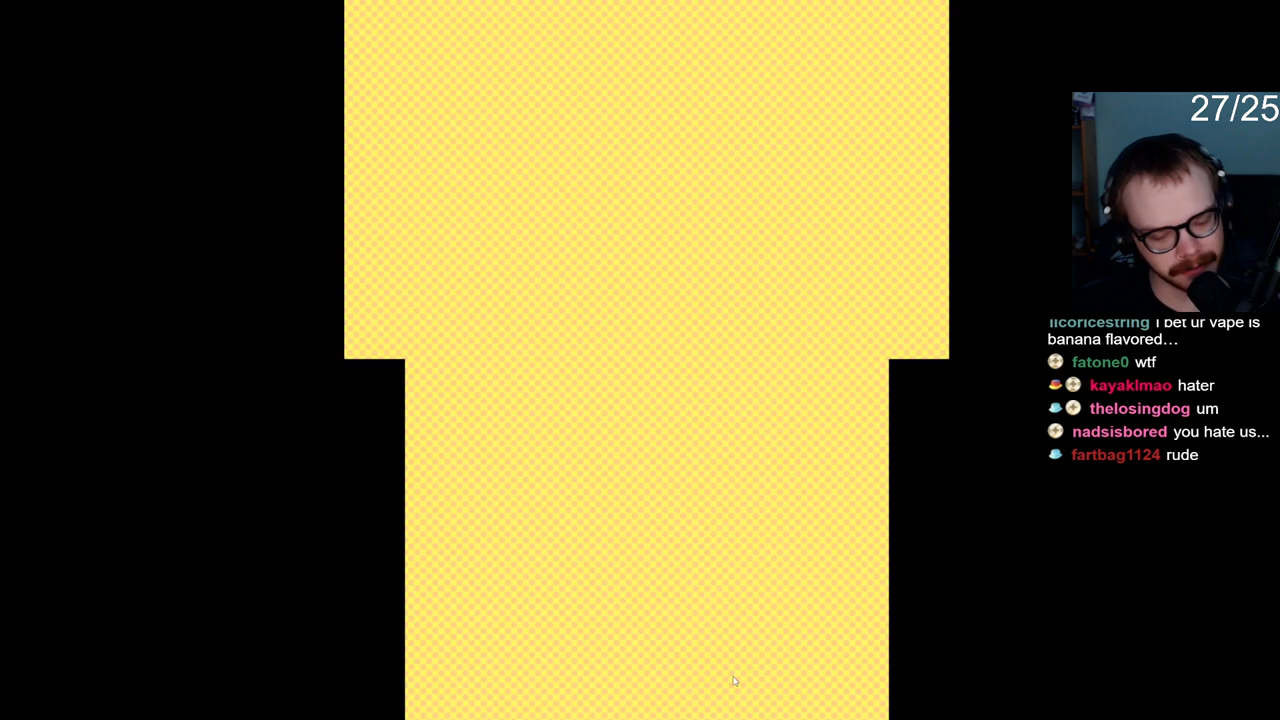 27/25
licoricestring i bet ur vape is
banana flavored…
fatone0 wtf
kayaklmao hater
thelosingdog um
nadsisbored you hate us...
fartbag1124 rude